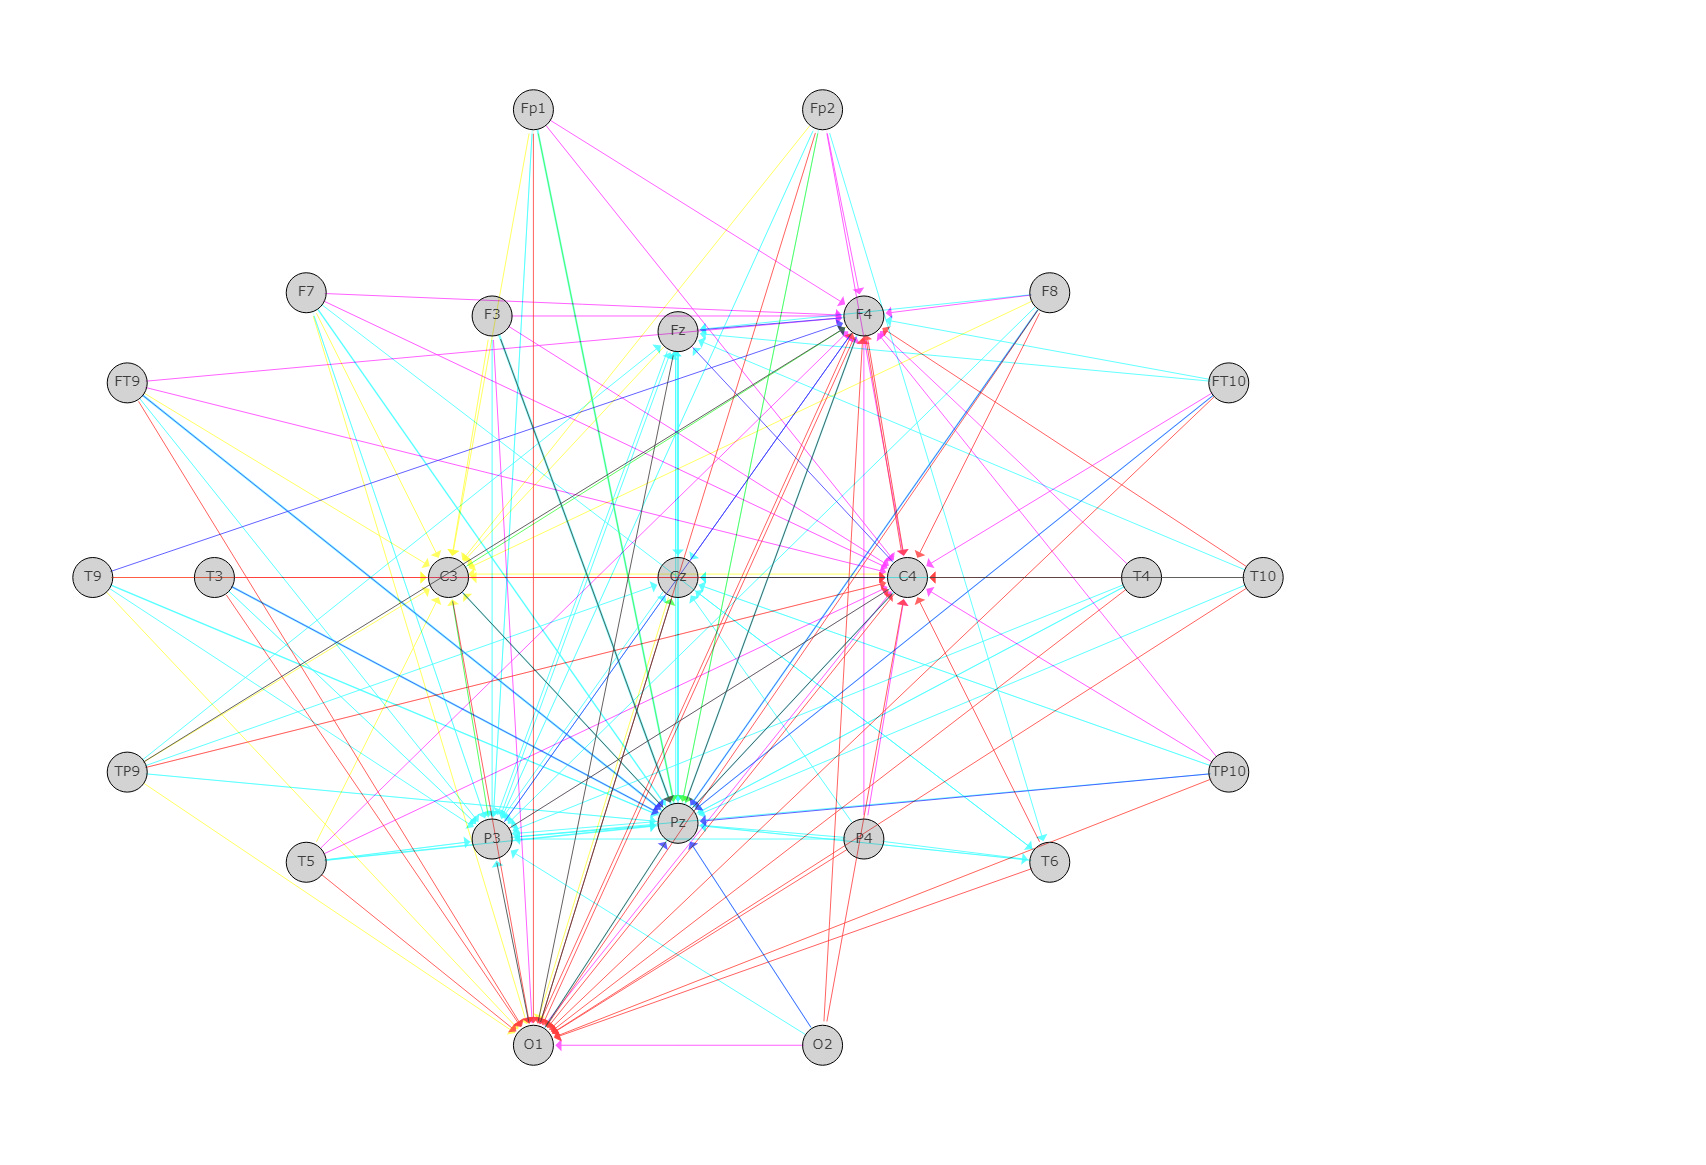 Fp1 Fp2
F7 F3 Fz F4 F8
FT9 FT10
T9 T3 C3 Cz C4 T4 T10
TP9 TP10
T5 P3 Pz P4 T6
O1 O2